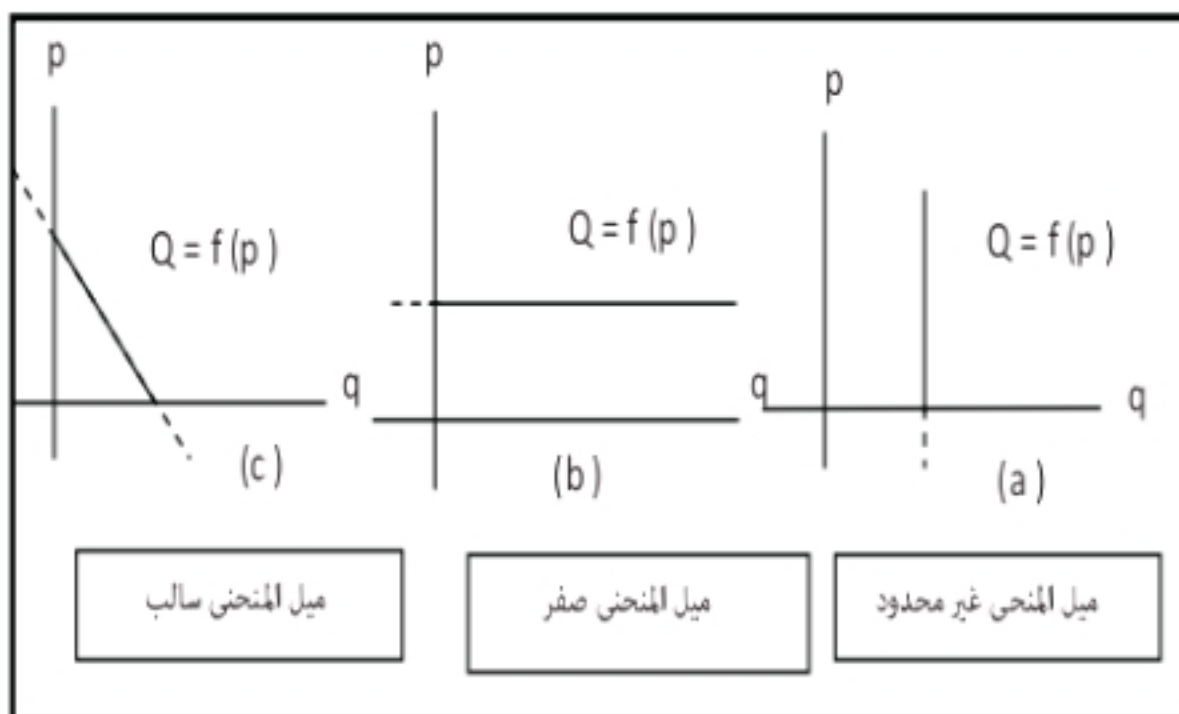 p
p
p
Q = f (p )
Q = f (p )
Q = f (p )
q
q
q
(c )
(b )
(a )
ميل المنحى غير محدود
ميل المنحنى صفر
ميل المنحنى سالب